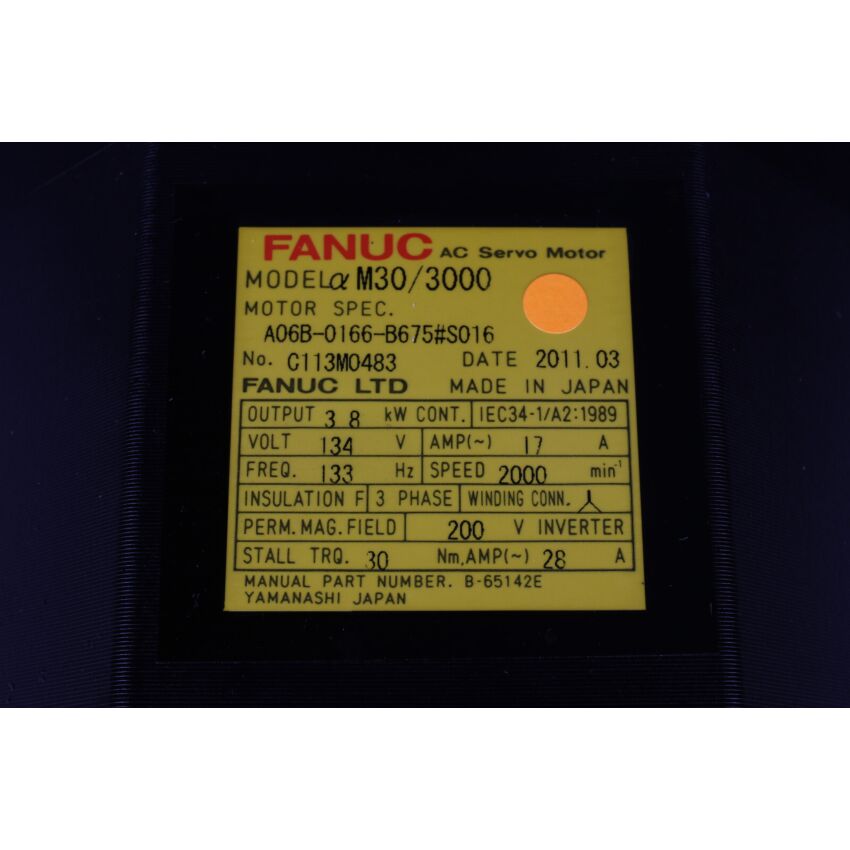 FANUC AC Servo Motor
MODEL α M30/3000
MOTOR SPEC.
A06B-0166-B675#S016
No. C113M0483 DATE 2011.03
FANUC LTD MADE IN JAPAN
OUTPUT 3 8 kW CONT. IEC34-1/A2:1989
VOLT 134 V AMP(~) 17 A
FREQ. 133 Hz SPEED 2000 min⁻¹
INSULATION F 3 PHASE WINDING CONN.
PERM.MAG.FIELD 200 V INVERTER
STALL TRQ. 30 Nm,AMP(~) 28 A
MANUAL PART NUMBER. B-65142E
YAMANASHI JAPAN